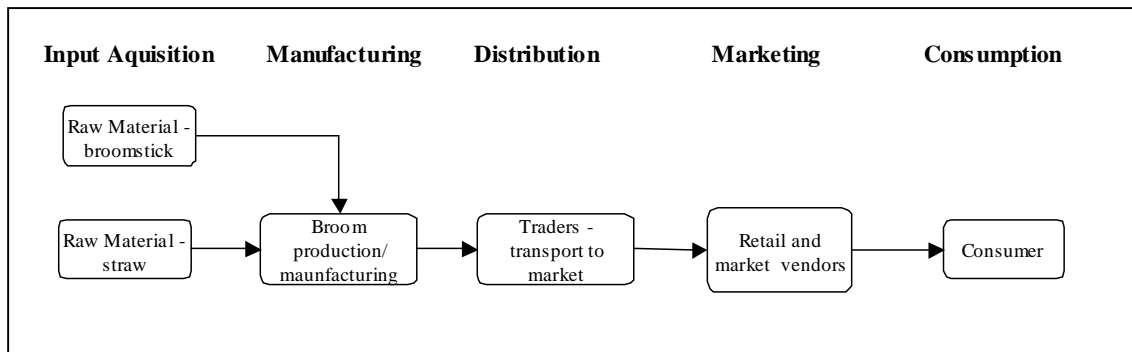 Input Aquisition
Manufacturing
Distribution
Marketing
Consumption
Raw Material -
broomstick
Raw Material -
straw
Broom
production/
maunfacturing
Traders -
transport to
market
Retail and
market vendors
Consumer